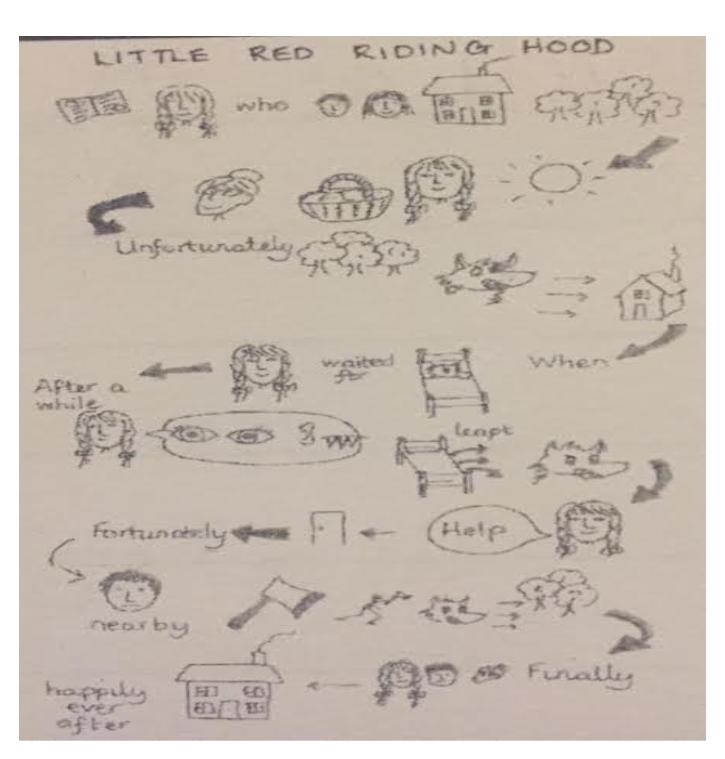 LITTLE RED RIDING HOOD
who
Unfortunately
When
waited
for
After a
while
leapt
Help
Fortunately
nearby
Finally
happily
ever
after